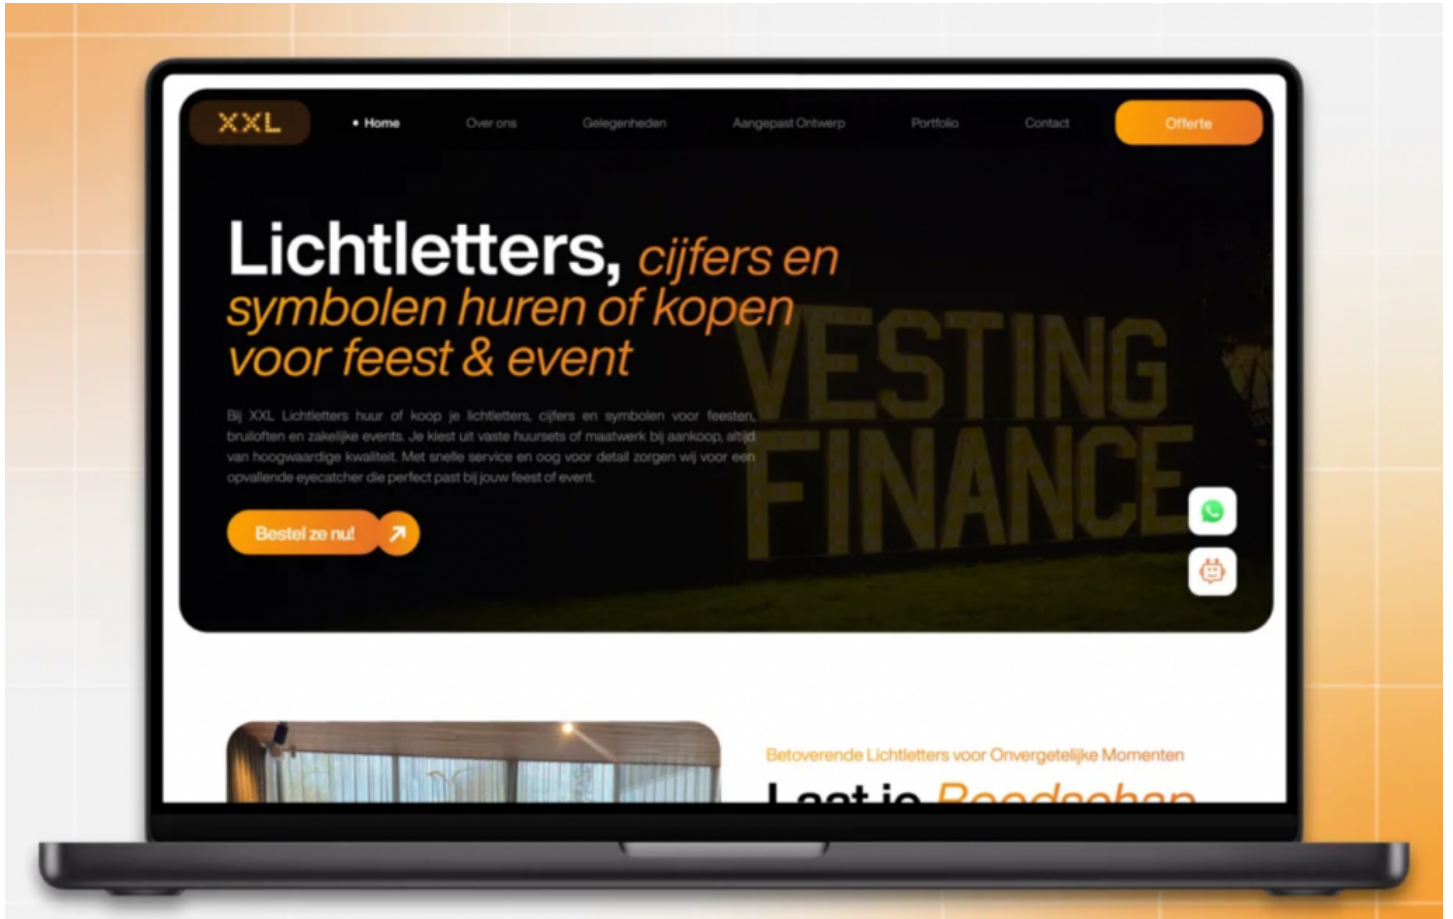 XXL
Home
Over ons
Gelegenheden
Aangepast Ontwerp
Portfolio
Contact
Offerte
Lichtletters, cijfers en
symbolen huren of kopen
voor feest & event
Bij XXL Lichtletters huur of koop je lichtletters, cijfers en symbolen voor feesten,
bruiloften en zakelijke events. Je kiest uit vaste huursets of maatwerk bij aankoop, altijd
van hoogwaardige kwaliteit. Met snelle service en oog voor detail zorgen wij voor een
opvallende eyecatcher die perfect past bij jouw feest of event.
Bestel ze nu!
VESTING
FINANCE
Betoverende Lichtletters voor Onvergetelijke Momenten
Laat je Boodschap